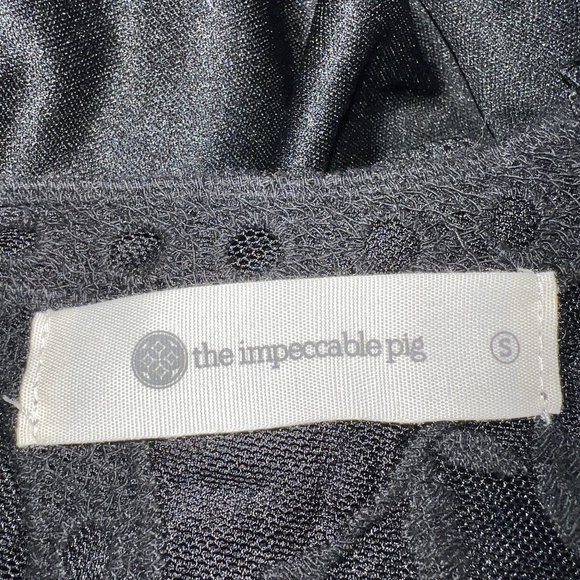 the impeccable pig S